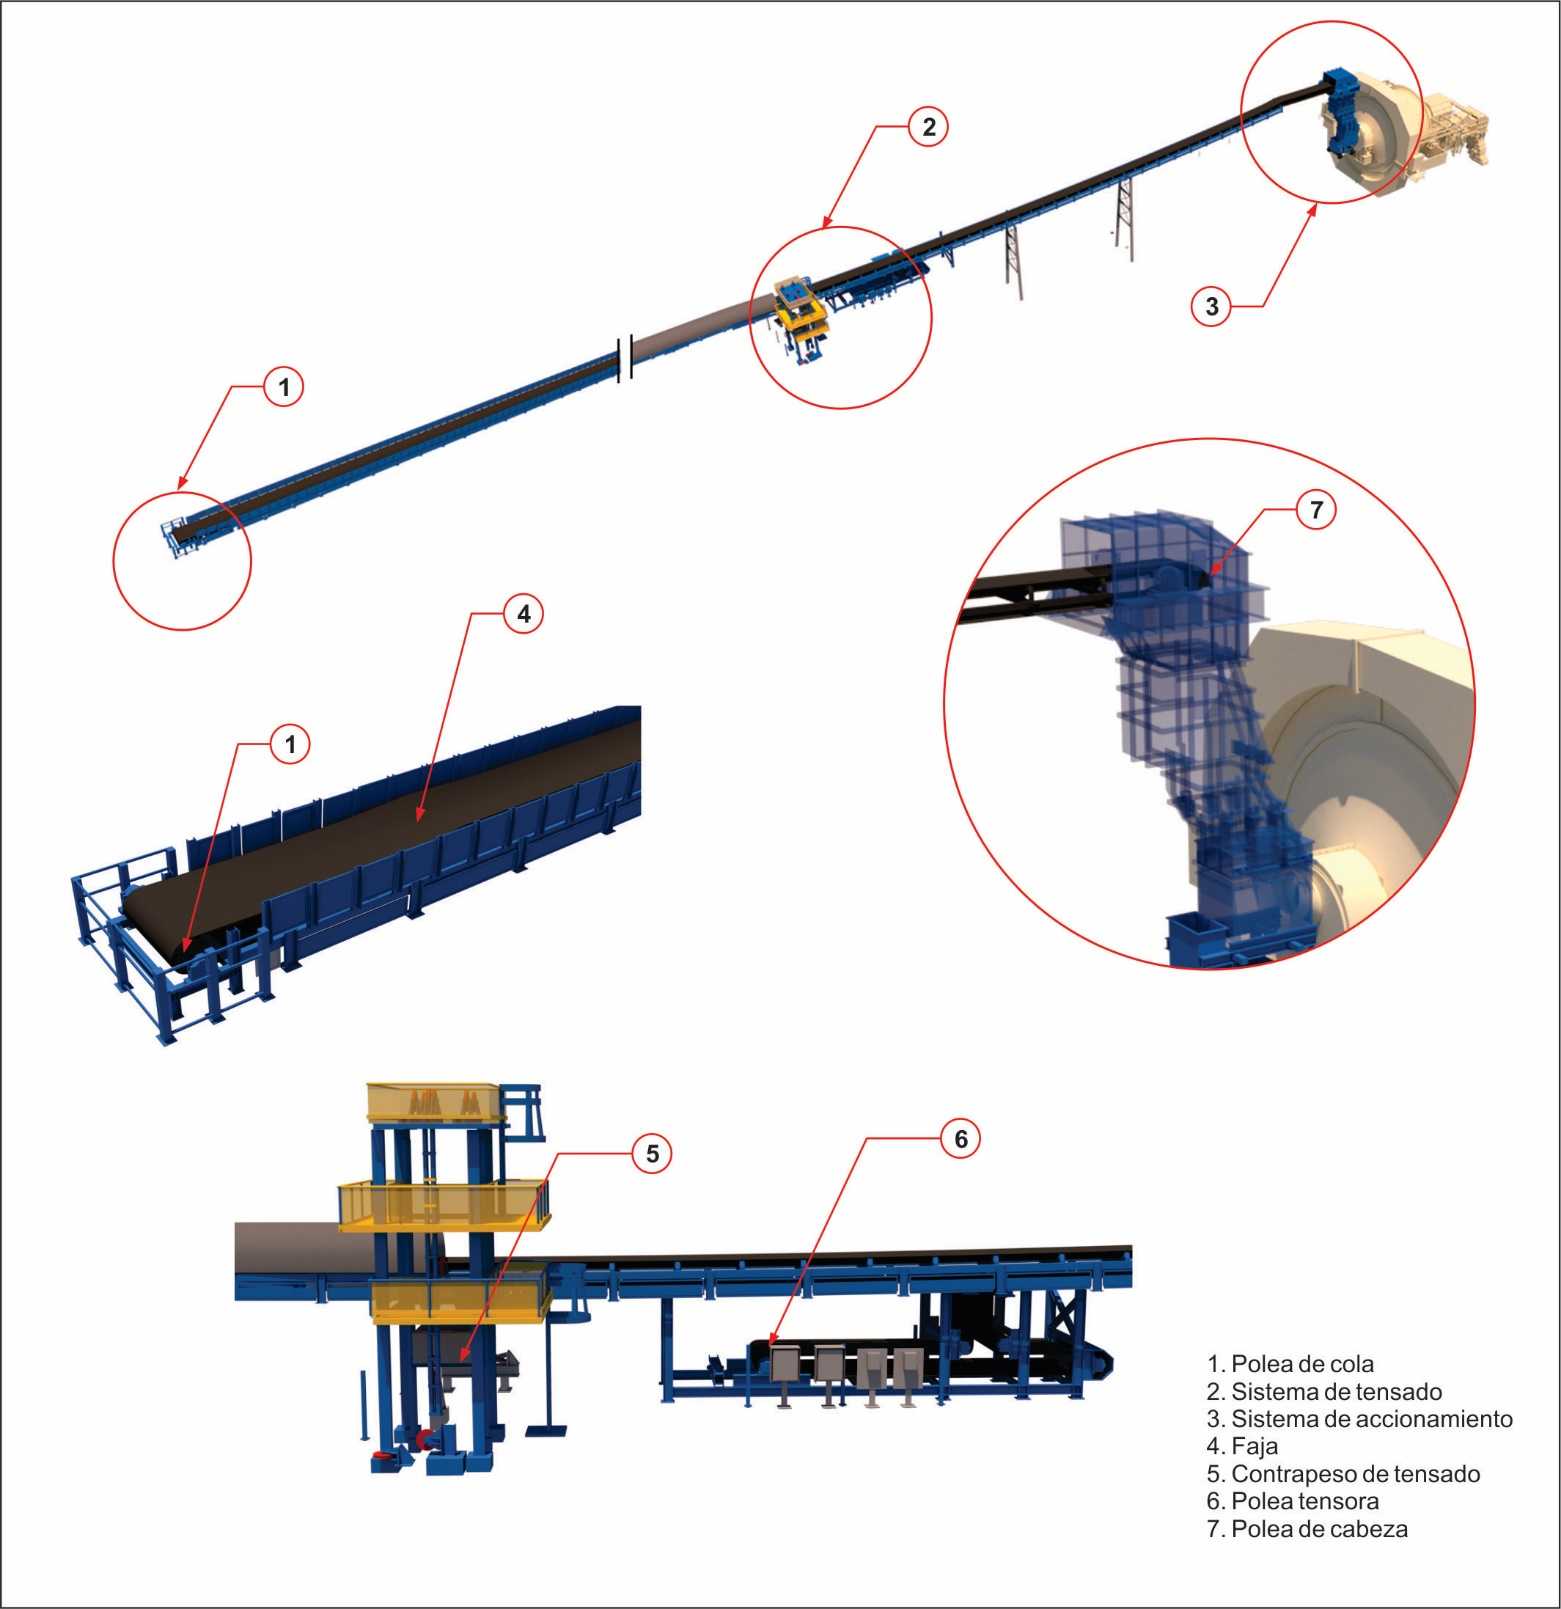 2
3
1
7
4
1
5
6
1. Polea de cola
2. Sistema de tensado
3. Sistema de accionamiento
4. Faja
5. Contrapeso de tensado
6. Polea tensora
7. Polea de cabeza